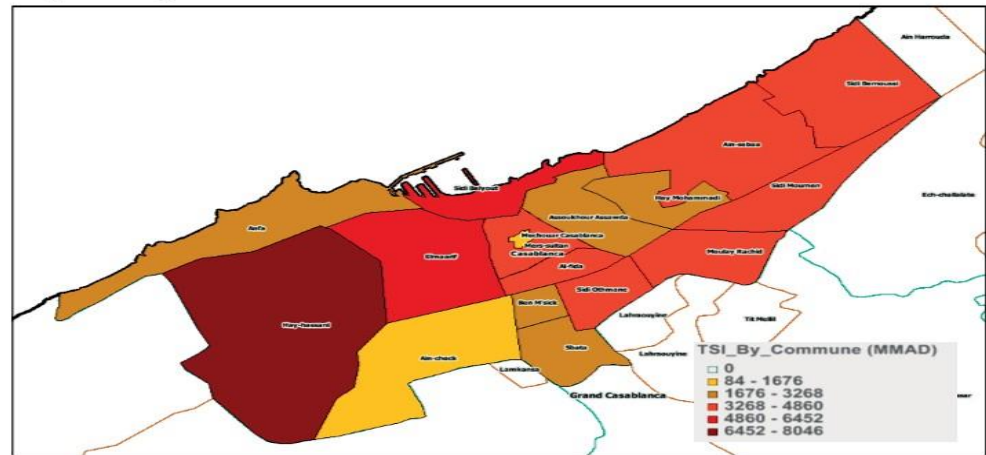 Ain Harrouda
Sidi Bernoussi
Ain-sebaa
Sidi Belyout
Sidi Moumen
Hay Mohammadi
Ech-challalate
Assoukhour Assawda
Anfa
Mechouar Casablanca
Mers-sultan
Casablanca
Moulay Rachid
Elmaarif
Al-fida
Sidi Othmane
Ben M'sick
Lahraouyine
Tit Mellil
Hay-hassani
Sbata
Lahraouyine
Ain-chock
Lamkansa
Grand Casablanca
TSI_By_Commune (MMAD)
0
84 - 1676
1676 - 3268
3268 - 4860
4860 - 6452
6452 - 8046